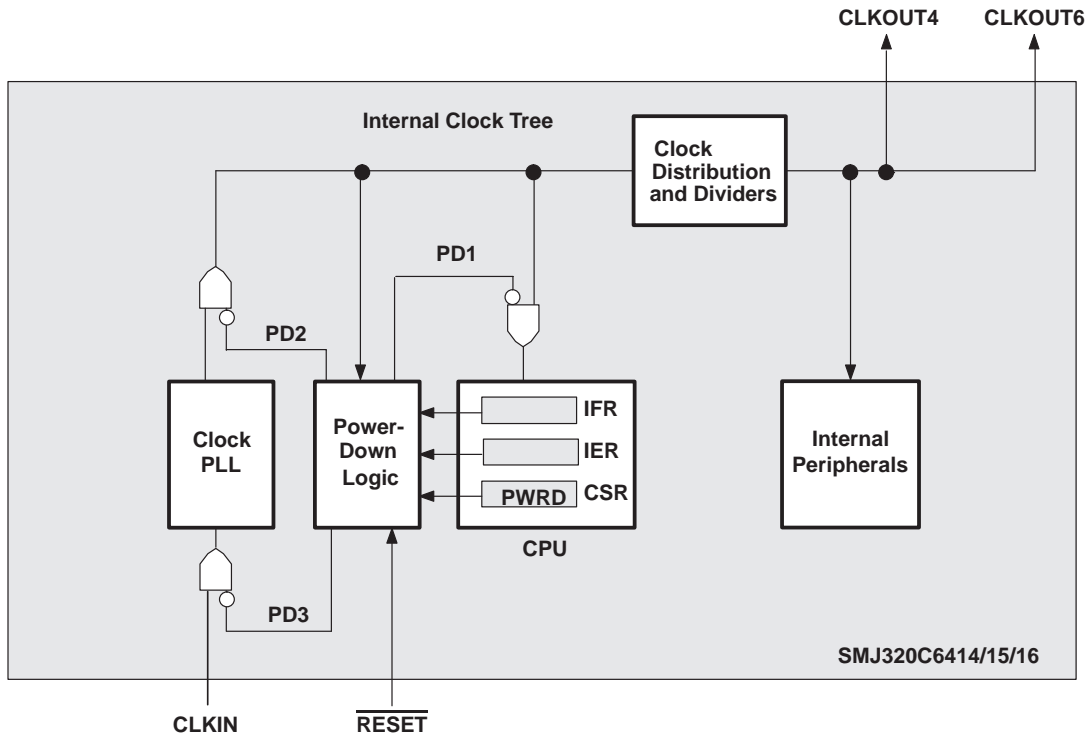 CLKOUT4 CLKOUT6
Internal Clock Tree
Clock
Distribution
and Dividers
PD1
PD2
Clock
PLL
Power-
Down
Logic
IFR
IER
PWRD CSR
CPU
Internal
Peripherals
PD3
SMJ320C6414/15/16
CLKIN RESET